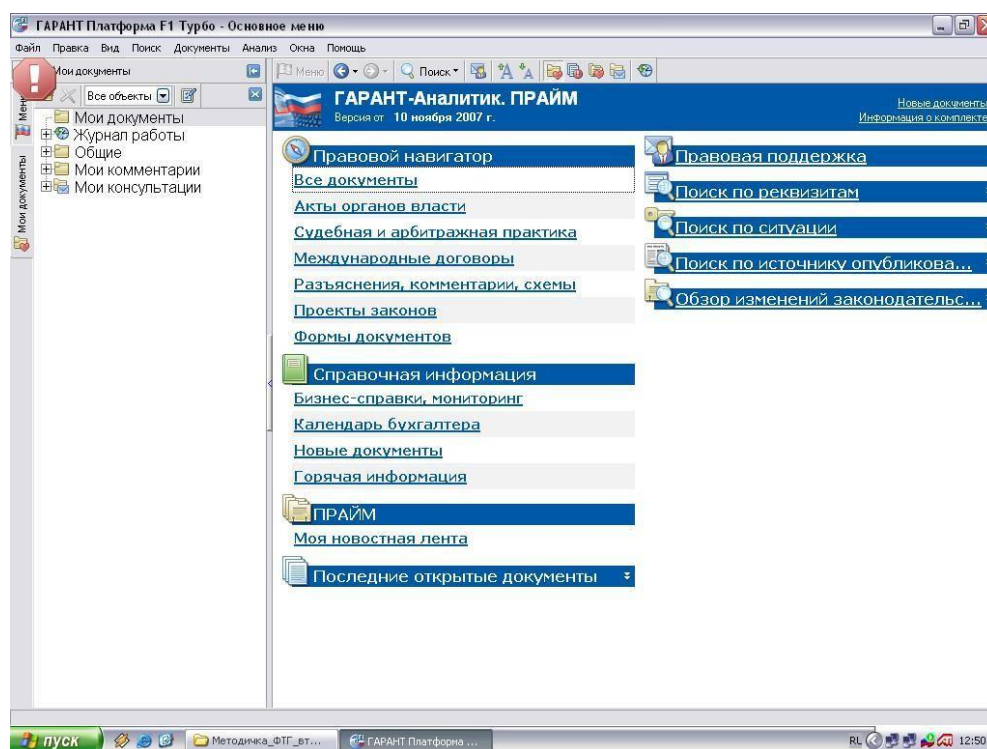 ГАРАНТ Платформа F1 Турбо - Основное меню
Файл Правка Вид Поиск Документы Анализ Окна Помощь
Мои документы
Меню Поиск
Все объекты
Мои документы
Журнал работы
Общие
Мои комментарии
Мои консультации
Мои документы
ГАРАНТ-Аналитик. ПРАЙМ
Версия от 10 ноября 2007 г.
Новые документы
Информация о комплекте
Правовой навигатор
Все документы
Акты органов власти
Судебная и арбитражная практика
Международные договоры
Разъяснения, комментарии, схемы
Проекты законов
Формы документов
Справочная информация
Бизнес-справки, мониторинг
Календарь бухгалтера
Новые документы
Горячая информация
ПРАЙМ
Моя новостная лента
Последние открытые документы
Правовая поддержка
Поиск по реквизитам
Поиск по ситуации
Поиск по источнику опубликова...
Обзор изменений законодательс...
пуск
Методичка_ФТГ_вт...
ГАРАНТ Платформа ...
RL
12:50